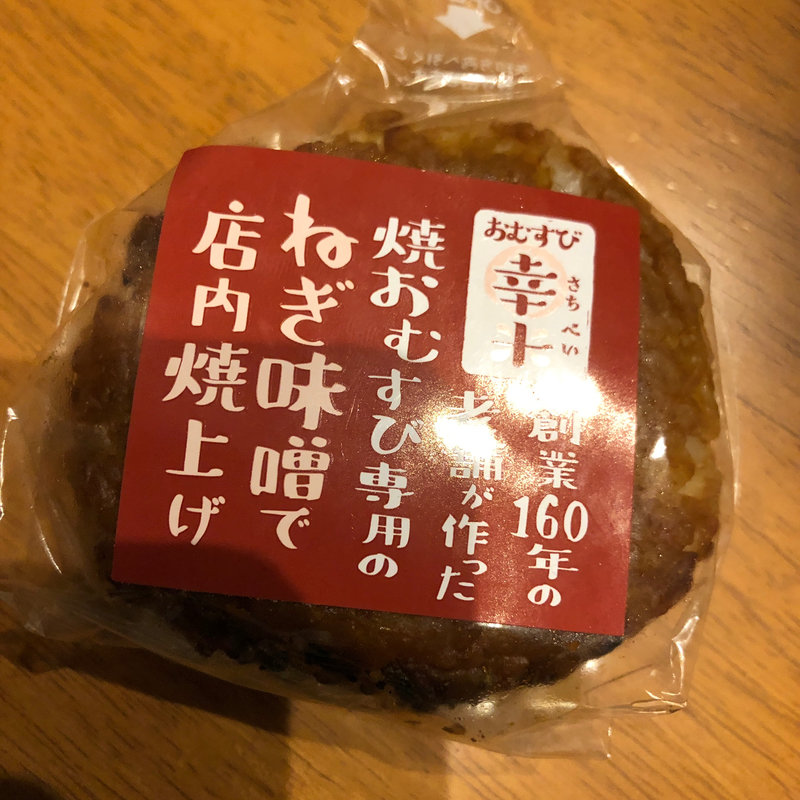 おむすび
幸米
さちべい
創業160年の
老舗が作った
焼おむすび専用の
ねぎ味噌で
店内焼上げ